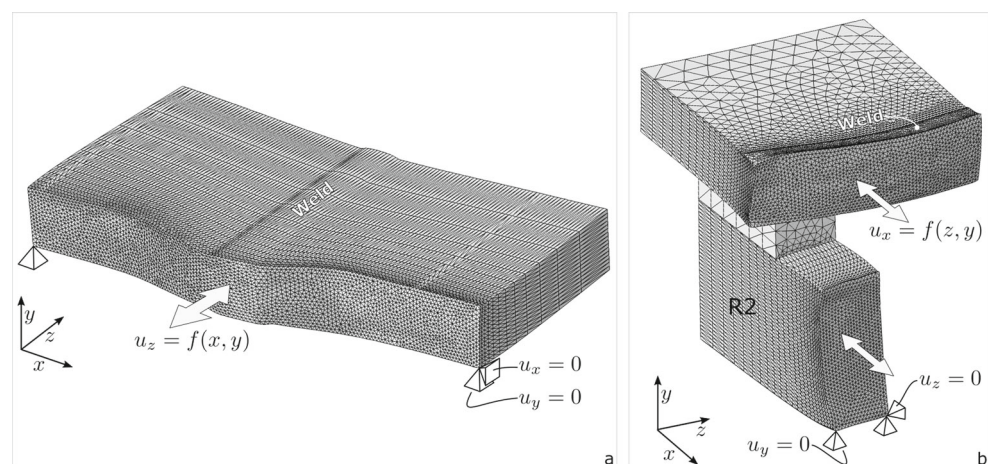 Weld
y
z
x
u_z = f(x, y)
u_x = 0
u_y = 0
a
Weld
u_x = f(z, y)
R2
y
z
x
u_z = 0
u_y = 0
b